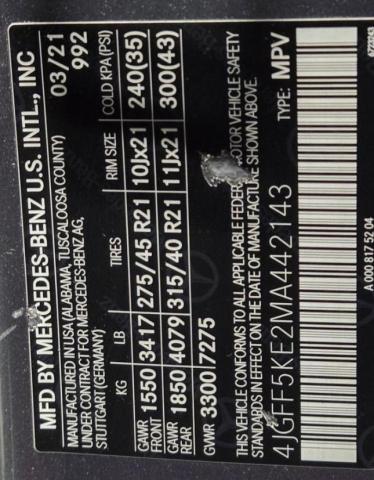 MFD BY MERCEDES-BENZ U.S. INTL., INC
MANUFACTURED IN USA (ALABAMA, TUSCALOOSA COUNTY) 03/21
UNDER CONTRACT FOR MERCEDES-BENZ AG, 992
STUTTGART (GERMANY)
KG LB TIRES RIM SIZE COLD KPA (PSI)
GAWR FRONT 1550 3417 275/45 R21 10Jx21 240(35)
GAWR REAR 1850 4079 315/40 R21 11Jx21 300(43)
GVWR 3300 7275
THIS VEHICLE CONFORMS TO ALL APPLICABLE FEDERAL MOTOR VEHICLE SAFETY
STANDARDS IN EFFECT ON THE DATE OF MANUFACTURE SHOWN ABOVE.
4JGFF5KE2MA442143 TYPE: MPV
A 000 817 52 04